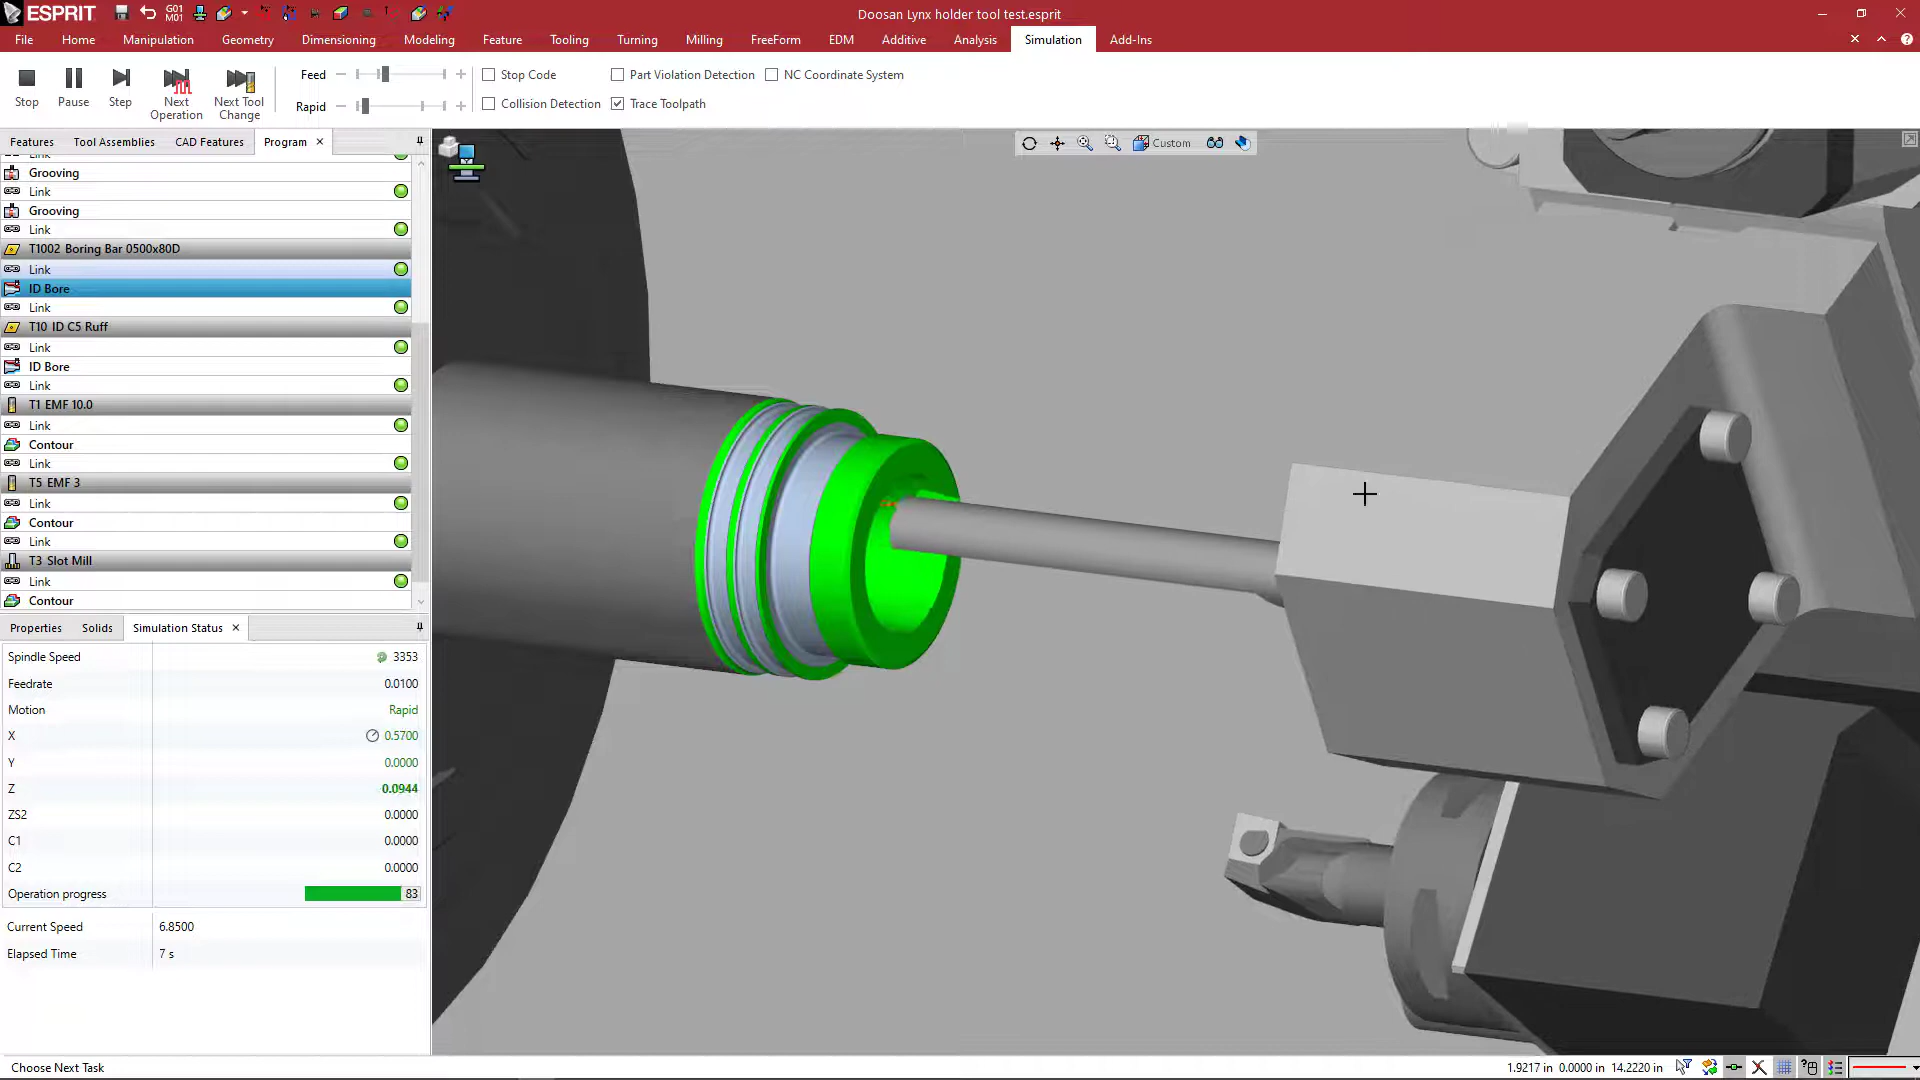 ESPRIT
G01
M01
Doosan Lynx holder tool test.esprit
File Home Manipulation Geometry Dimensioning Modeling Feature Tooling Turning Milling FreeForm EDM Additive Analysis Simulation Add-Ins
Stop
Pause
Step
Next Operation
Next Tool Change
Feed
Rapid
Stop Code
Part Violation Detection
NC Coordinate System
Collision Detection
Trace Toolpath
Features Tool Assemblies CAD Features Program
Custom
Link
Grooving
Link
Grooving
Link
T1002 Boring Bar 0500x80D
Link
ID Bore
Link
T10 ID C5 Ruff
Link
ID Bore
Link
T1 EMF 10.0
Link
Contour
Link
T5 EMF 3
Link
Contour
Link
T3 Slot Mill
Link
Contour
Properties Solids Simulation Status
Spindle Speed 3353
Feedrate 0.0100
Motion Rapid
X 0.5700
Y 0.0000
Z 0.0944
ZS2 0.0000
C1 0.0000
C2 0.0000
Operation progress 83
Current Speed 6.8500
Elapsed Time 7 s
Choose Next Task
1.9217 in 0.0000 in 14.2220 in